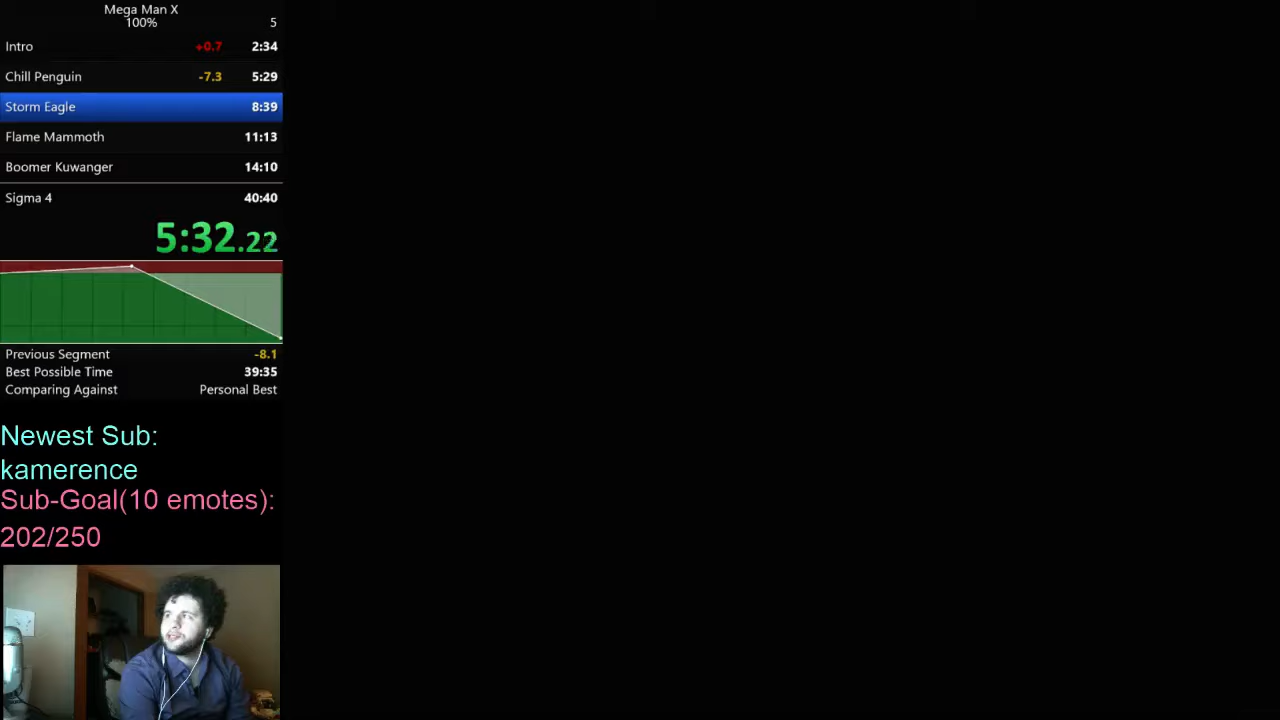 Mega Man X
100% 5
Intro +0.7 2:34
Chill Penguin -7.3 5:29
Storm Eagle 8:39
Flame Mammoth 11:13
Boomer Kuwanger 14:10
Sigma 4 40:40
5:32.22
Previous Segment -8.1
Best Possible Time 39:35
Comparing Against Personal Best
Newest Sub:
kamerence
Sub-Goal(10 emotes):
202/250